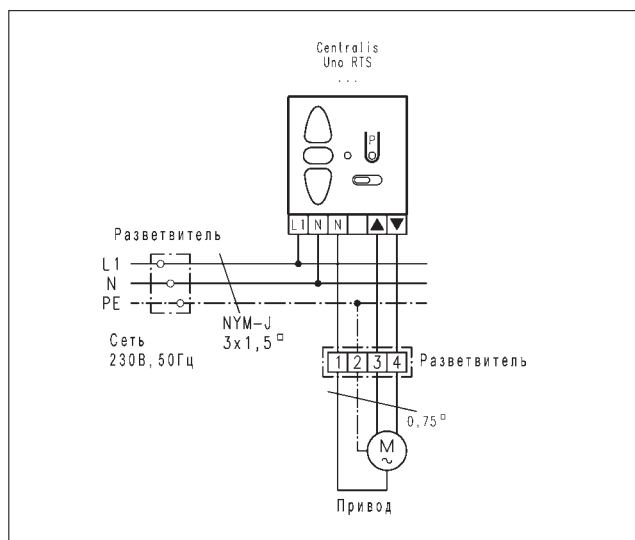 Centralis
Uno RTS
...
P
L1 N N ▲ ▼
Разветвитель
L1
N
PE
NYM-J
3x1,5□
Сеть
230В, 50Гц
1 2 3 4
Разветвитель
0,75□
M
~
Привод